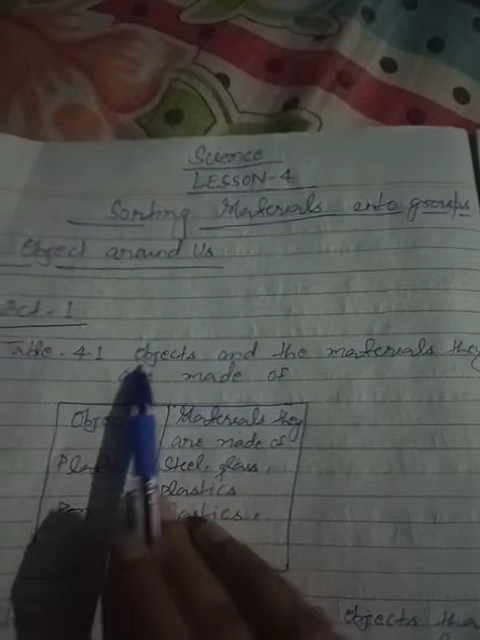 Science
LESSON-4
Sorting Materials into groups
Object around Us
Act-1
Table-4.1 Objects and the materials they
made of
Materials they
are made of
Steel, glass,
plastics
Objects tha